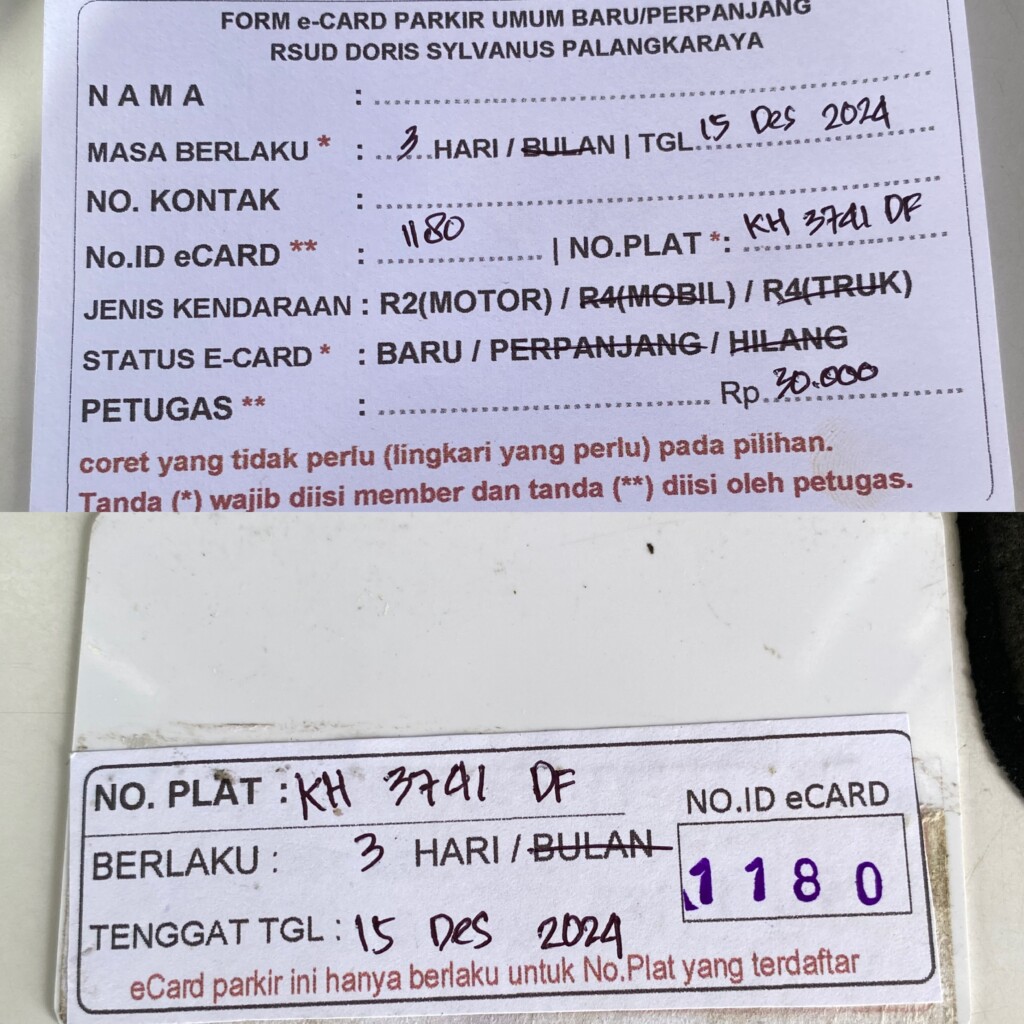 FORM e-CARD PARKIR UMUM BARU/PERPANJANG
RSUD DORIS SYLVANUS PALANGKARAYA
N A M A :
MASA BERLAKU * : 3 HARI / BULAN | TGL. 15 Des 2024
NO. KONTAK :
No.ID eCARD ** : 1180 | NO.PLAT *: KH 3741 DF
JENIS KENDARAAN : R2(MOTOR) / R4(MOBIL) / R4(TRUK)
STATUS E-CARD * : BARU / PERPANJANG / HILANG
PETUGAS ** : Rp. 30.000
coret yang tidak perlu (lingkari yang perlu) pada pilihan.
Tanda (*) wajib diisi member dan tanda (**) diisi oleh petugas.
NO. PLAT : KH 3741 DF
NO.ID eCARD
BERLAKU : 3 HARI / BULAN
1180
TENGGAT TGL : 15 Des 2024
eCard parkir ini hanya berlaku untuk No.Plat yang terdaftar